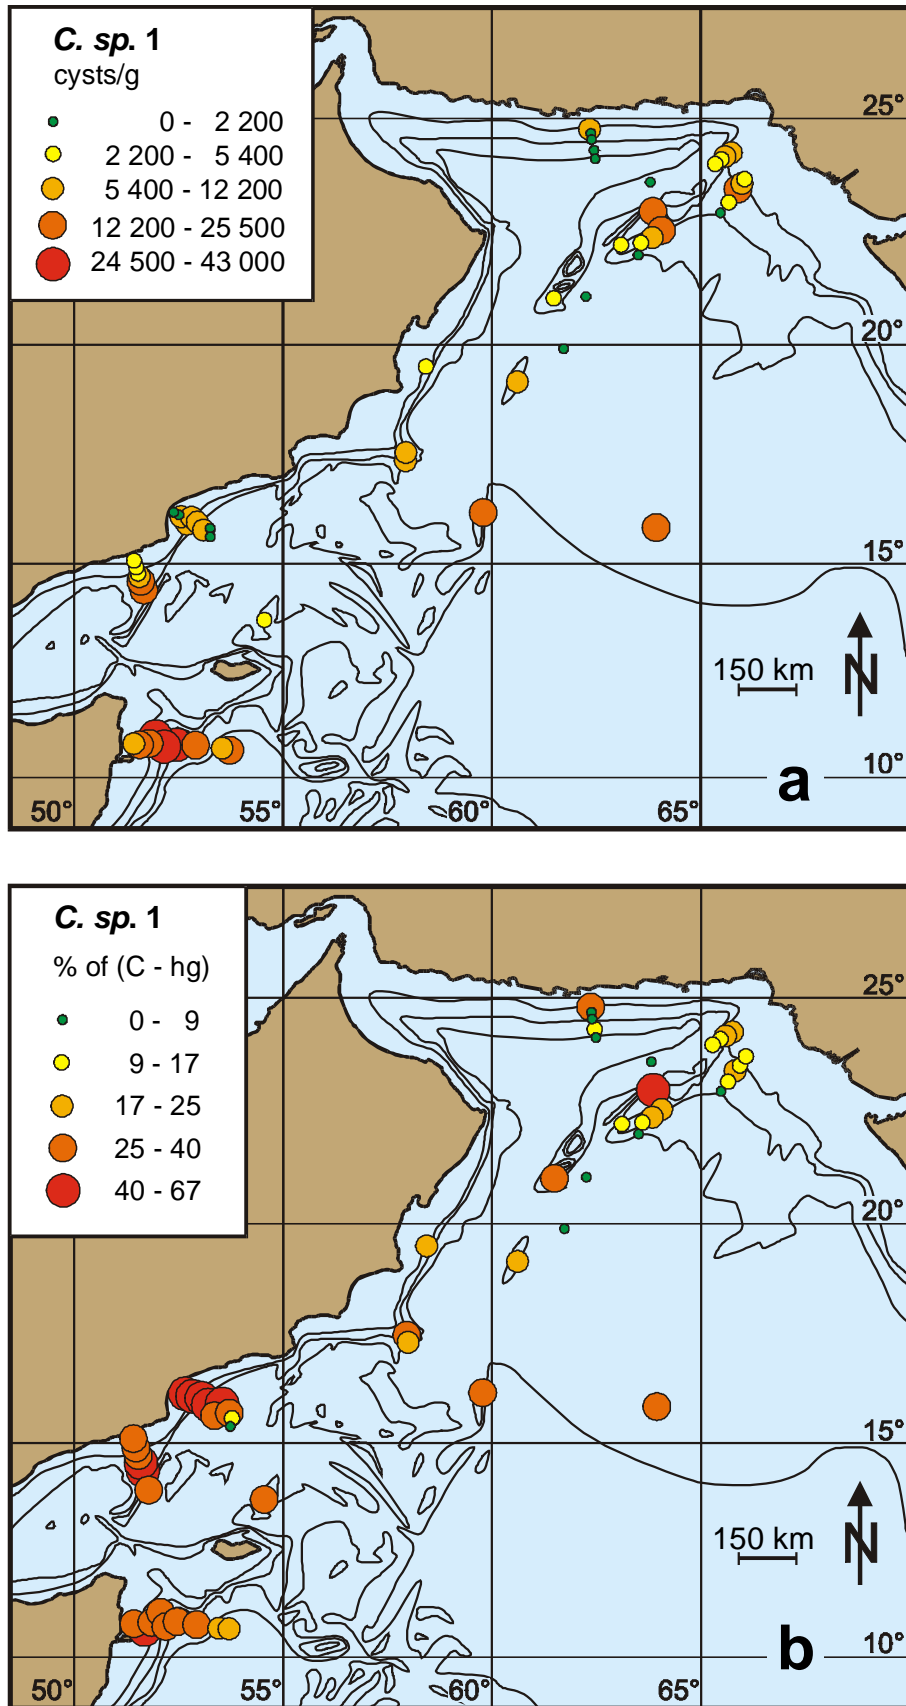 C. sp. 1
cysts/g
0 - 2 200
2 200 - 5 400
5 400 - 12 200
12 200 - 25 500
24 500 - 43 000
25°
20°
15°
150 km
N
10°
a
50°
55°
60°
65°
C. sp. 1
% of (C - hg)
0 - 9
9 - 17
17 - 25
25 - 40
40 - 67
25°
20°
15°
150 km
N
b
10°
50°
55°
60°
65°